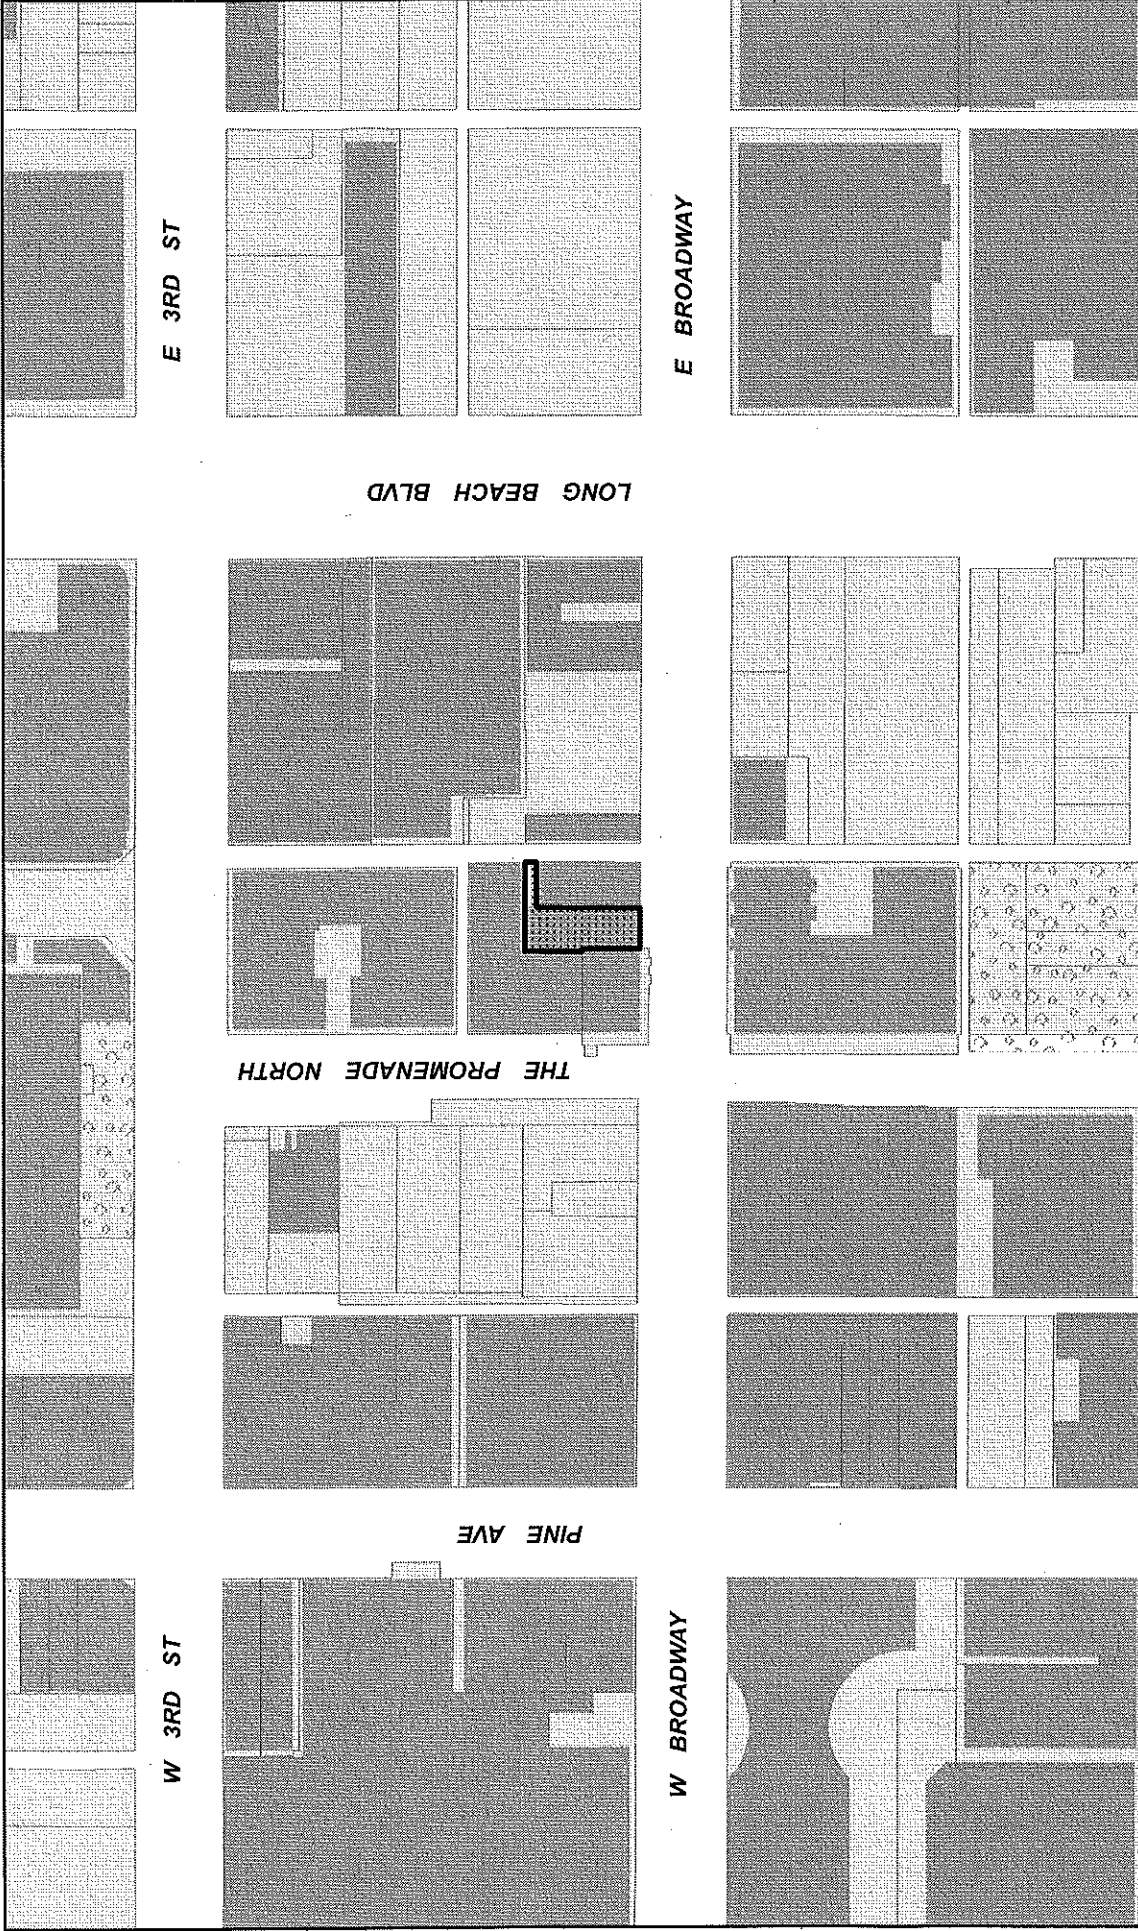 E 3RD ST
E BROADWAY
LONG BEACH BLVD
THE PROMENADE NORTH
PINE AVE
W 3RD ST
W BROADWAY